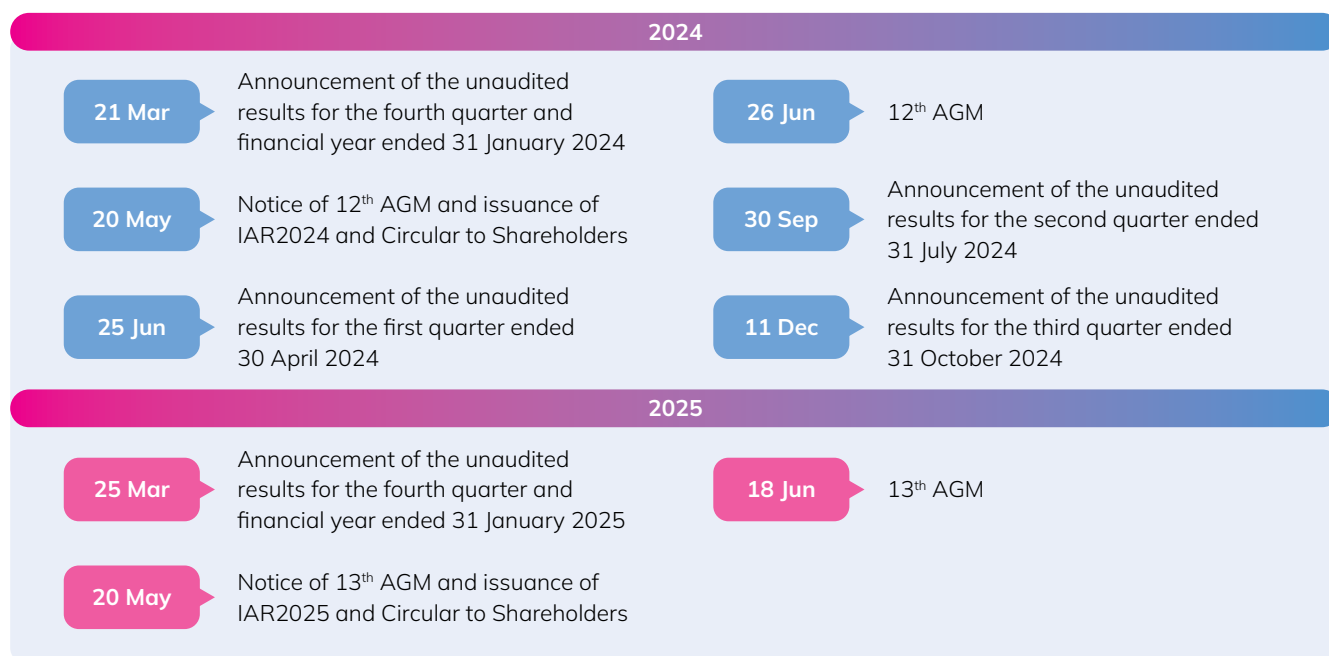 2024
21 Mar
Announcement of the unaudited
results for the fourth quarter and
financial year ended 31 January 2024
20 May
Notice of 12th AGM and issuance of
IAR2024 and Circular to Shareholders
25 Jun
Announcement of the unaudited
results for the first quarter ended
30 April 2024
26 Jun
12th AGM
30 Sep
Announcement of the unaudited
results for the second quarter ended
31 July 2024
11 Dec
Announcement of the unaudited
results for the third quarter ended
31 October 2024
2025
25 Mar
Announcement of the unaudited
results for the fourth quarter and
financial year ended 31 January 2025
20 May
Notice of 13th AGM and issuance of
IAR2025 and Circular to Shareholders
18 Jun
13th AGM